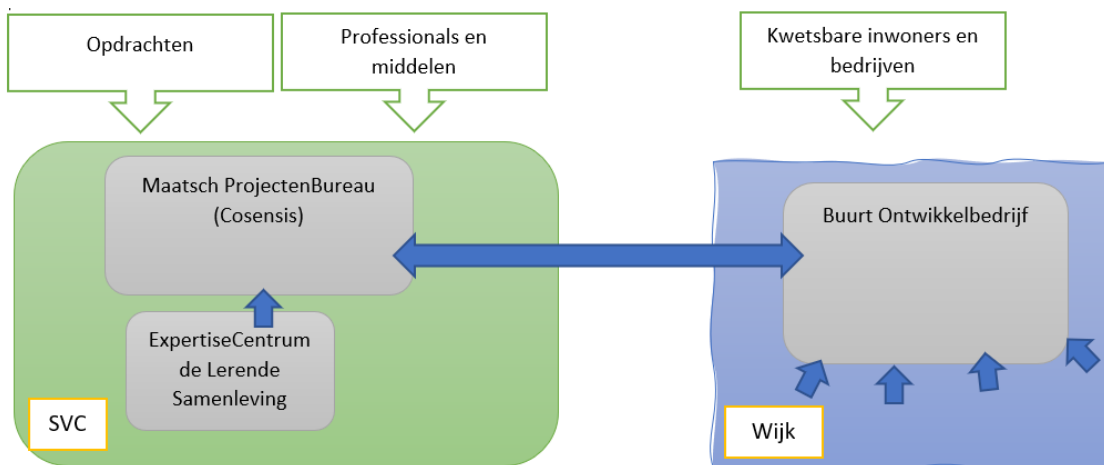 Opdrachten
Professionals en
middelen
Kwetsbare inwoners en
bedrijven
Maatsch ProjectenBureau
(Cosensis)
Buurt Ontwikkelbedrijf
ExpertiseCentrum
de Lerende
Samenleving
SVC
Wijk